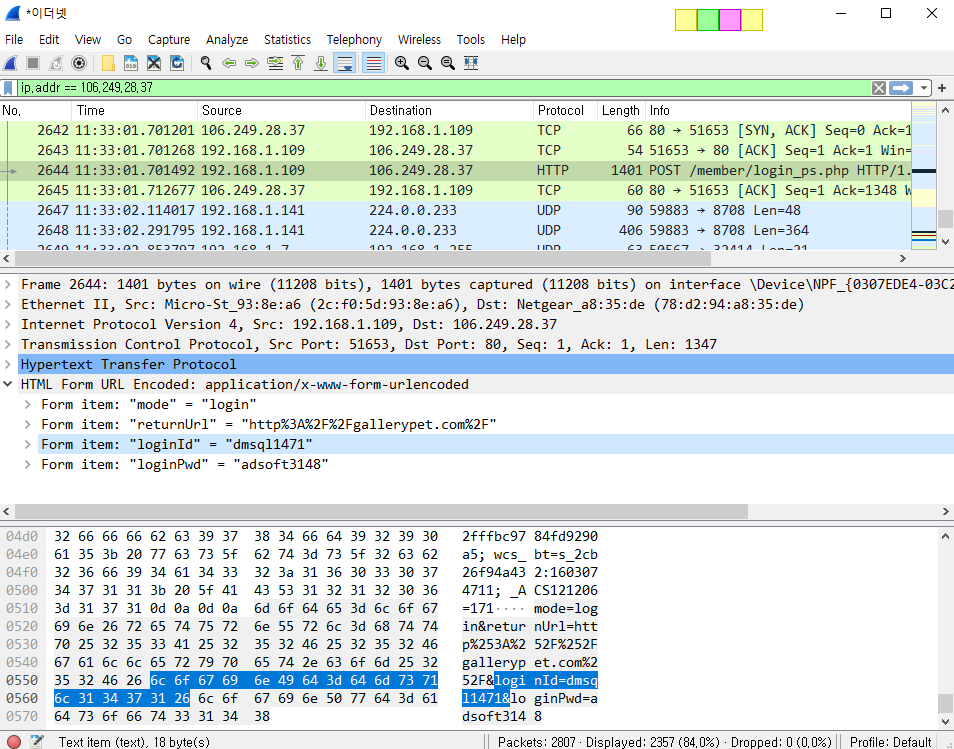 *이더넷
File Edit View Go Capture Analyze Statistics Telephony Wireless Tools Help
ip.addr == 106.249.28.37
No. Time Source Destination Protocol Length Info
2642 11:33:01.701201 106.249.28.37 192.168.1.109 TCP 66 80 → 51653 [SYN, ACK] Seq=0 Ack=1
2643 11:33:01.701268 192.168.1.109 106.249.28.37 TCP 54 51653 → 80 [ACK] Seq=1 Ack=1 Win=
2644 11:33:01.701492 192.168.1.109 106.249.28.37 HTTP 1401 POST /member/login_ps.php HTTP/1.
2645 11:33:01.712677 106.249.28.37 192.168.1.109 TCP 60 80 → 51653 [ACK] Seq=1 Ack=1348 W
2647 11:33:02.114017 192.168.1.141 224.0.0.233 UDP 90 59883 → 8708 Len=48
2648 11:33:02.291795 192.168.1.141 224.0.0.233 UDP 406 59883 → 8708 Len=364
2649 11:33:02.853797 192.168.1.7 192.168.1.255 UDP 63 50567 → 32414 Len=21
Frame 2644: 1401 bytes on wire (11208 bits), 1401 bytes captured (11208 bits) on interface \Device\NPF_{0307EDE4-03C2
Ethernet II, Src: Micro-St_93:8e:a6 (2c:f0:5d:93:8e:a6), Dst: Netgear_a8:35:de (78:d2:94:a8:35:de)
Internet Protocol Version 4, Src: 192.168.1.109, Dst: 106.249.28.37
Transmission Control Protocol, Src Port: 51653, Dst Port: 80, Seq: 1, Ack: 1, Len: 1347
Hypertext Transfer Protocol
HTML Form URL Encoded: application/x-www-form-urlencoded
Form item: "mode" = "login"
Form item: "returnUrl" = "http%3A%2F%2Fgallerypet.com%2F"
Form item: "loginId" = "dmsql1471"
Form item: "loginPwd" = "adsoft3148"
04d0 32 66 66 66 62 63 39 37 38 34 66 64 39 32 39 30 2fffbc97 84fd9290
04e0 61 35 3b 20 77 63 73 5f 62 74 3d 73 5f 32 63 62 a5; wcs_ bt=s_2cb
04f0 32 36 66 39 34 61 34 33 32 3a 31 36 30 33 30 37 26f94a43 2:160307
0500 34 37 31 31 3b 20 5f 41 43 53 31 32 31 32 30 36 4711; _A CS121206
0510 3d 31 37 31 0d 0a 0d 0a 6d 6f 64 65 3d 6c 6f 67 =171···· mode=log
0520 69 6e 26 72 65 74 75 72 6e 55 72 6c 3d 68 74 74 in&retur nUrl=htt
0530 70 25 32 35 33 41 25 32 35 32 46 25 32 35 32 46 p%253A%2 52F%252F
0540 67 61 6c 6c 65 72 79 70 65 74 2e 63 6f 6d 25 32 galleryp et.com%2
0550 35 32 46 26 6c 6f 67 69 6e 49 64 3d 64 6d 73 71 52F&logi nId=dmsq
0560 6c 31 34 37 31 26 6c 6f 67 69 6e 50 77 64 3d 61 l1471&lo ginPwd=a
0570 64 73 6f 66 74 33 31 34 38 dsoft314 8
Text item (text), 18 byte(s) Packets: 2807 · Displayed: 2357 (84.0%) · Dropped: 0 (0.0%) Profile: Default